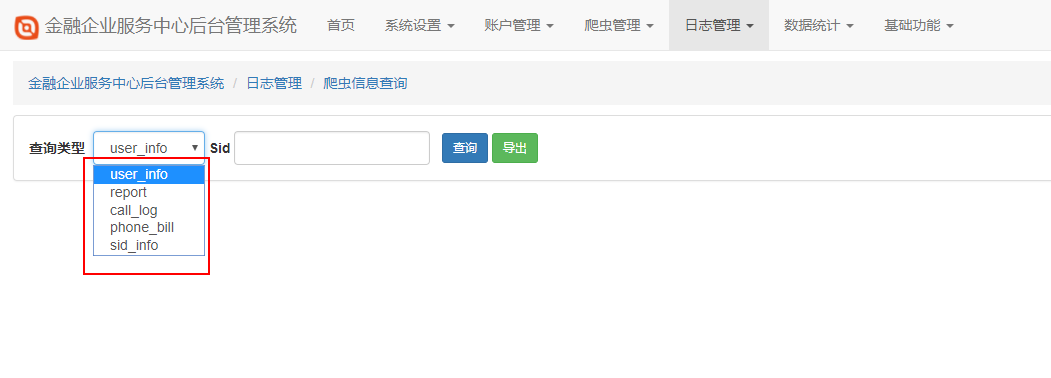 金融企业服务中心后台管理系统 首页 系统设置 账户管理 爬虫管理 日志管理 数据统计 基础功能
金融企业服务中心后台管理系统 / 日志管理 / 爬虫信息查询
查询类型 user_info Sid 查询 导出
user_info
report
call_log
phone_bill
sid_info